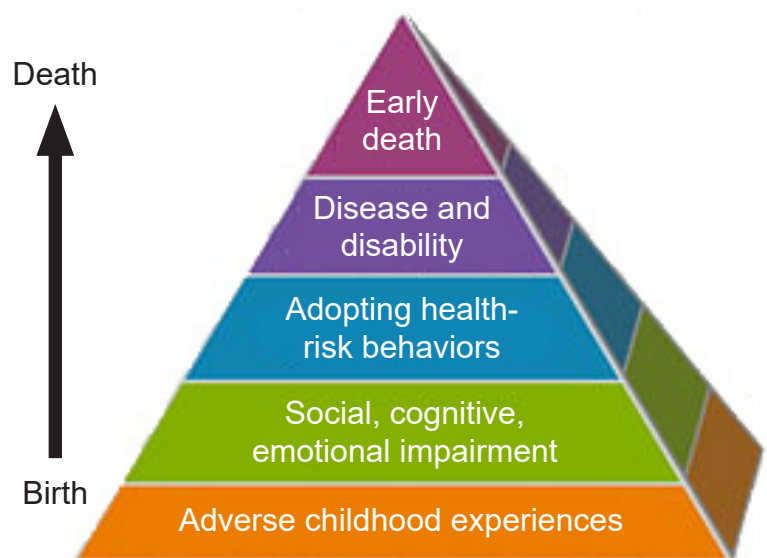 Death
Early
death
Disease and
disability
Adopting health-
risk behaviors
Social, cognitive,
emotional impairment
Birth
Adverse childhood experiences